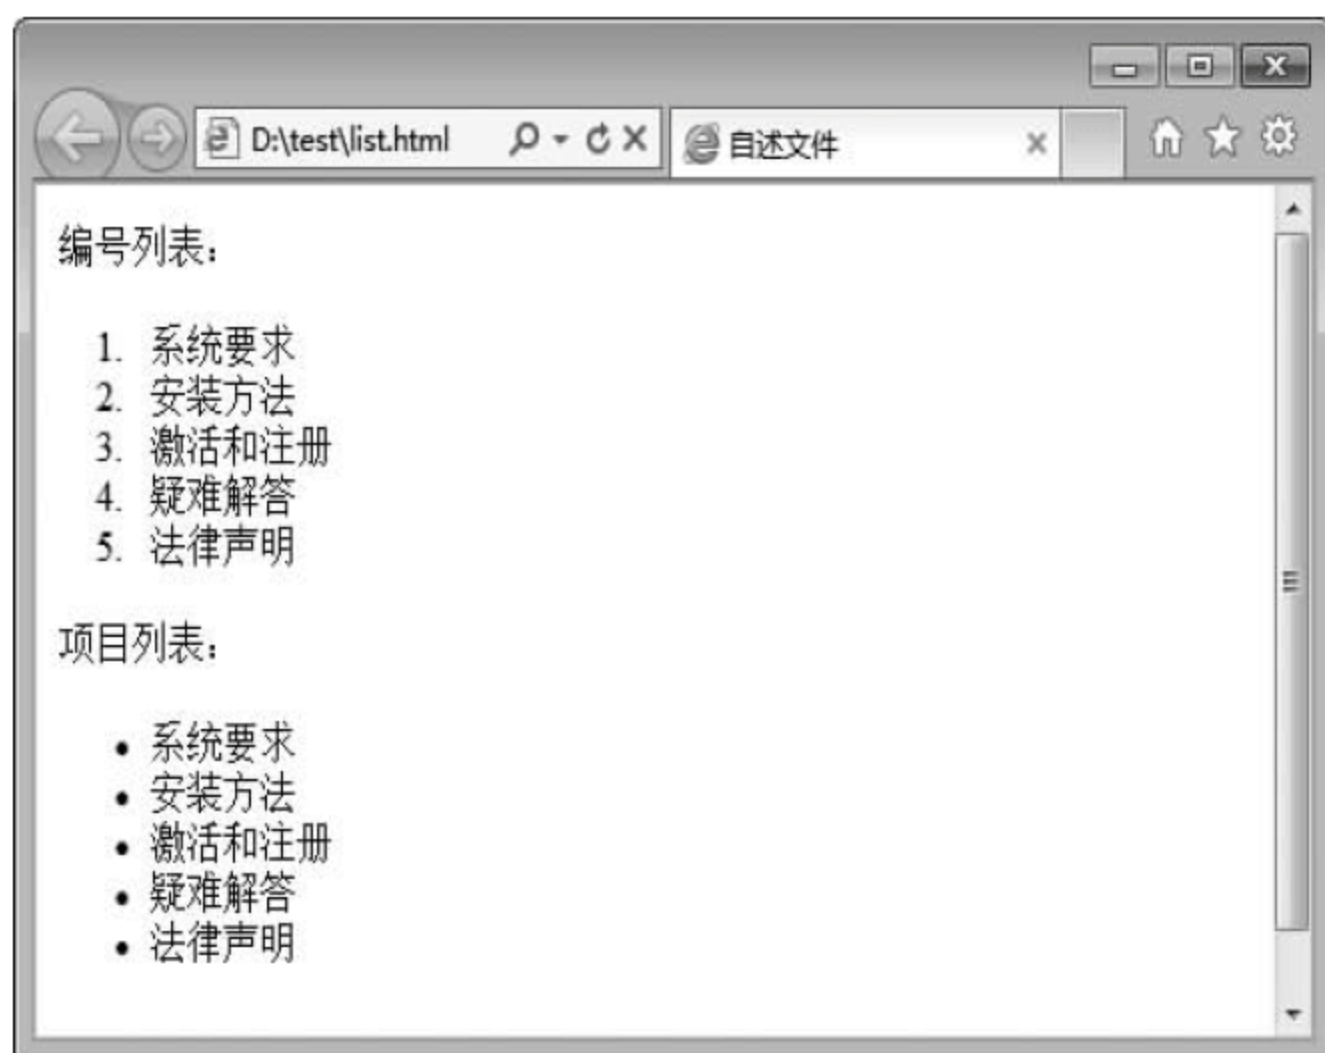 D:\test\list.html
自述文件
编号列表：
1. 系统要求
2. 安装方法
3. 激活和注册
4. 疑难解答
5. 法律声明
项目列表：
• 系统要求
• 安装方法
• 激活和注册
• 疑难解答
• 法律声明